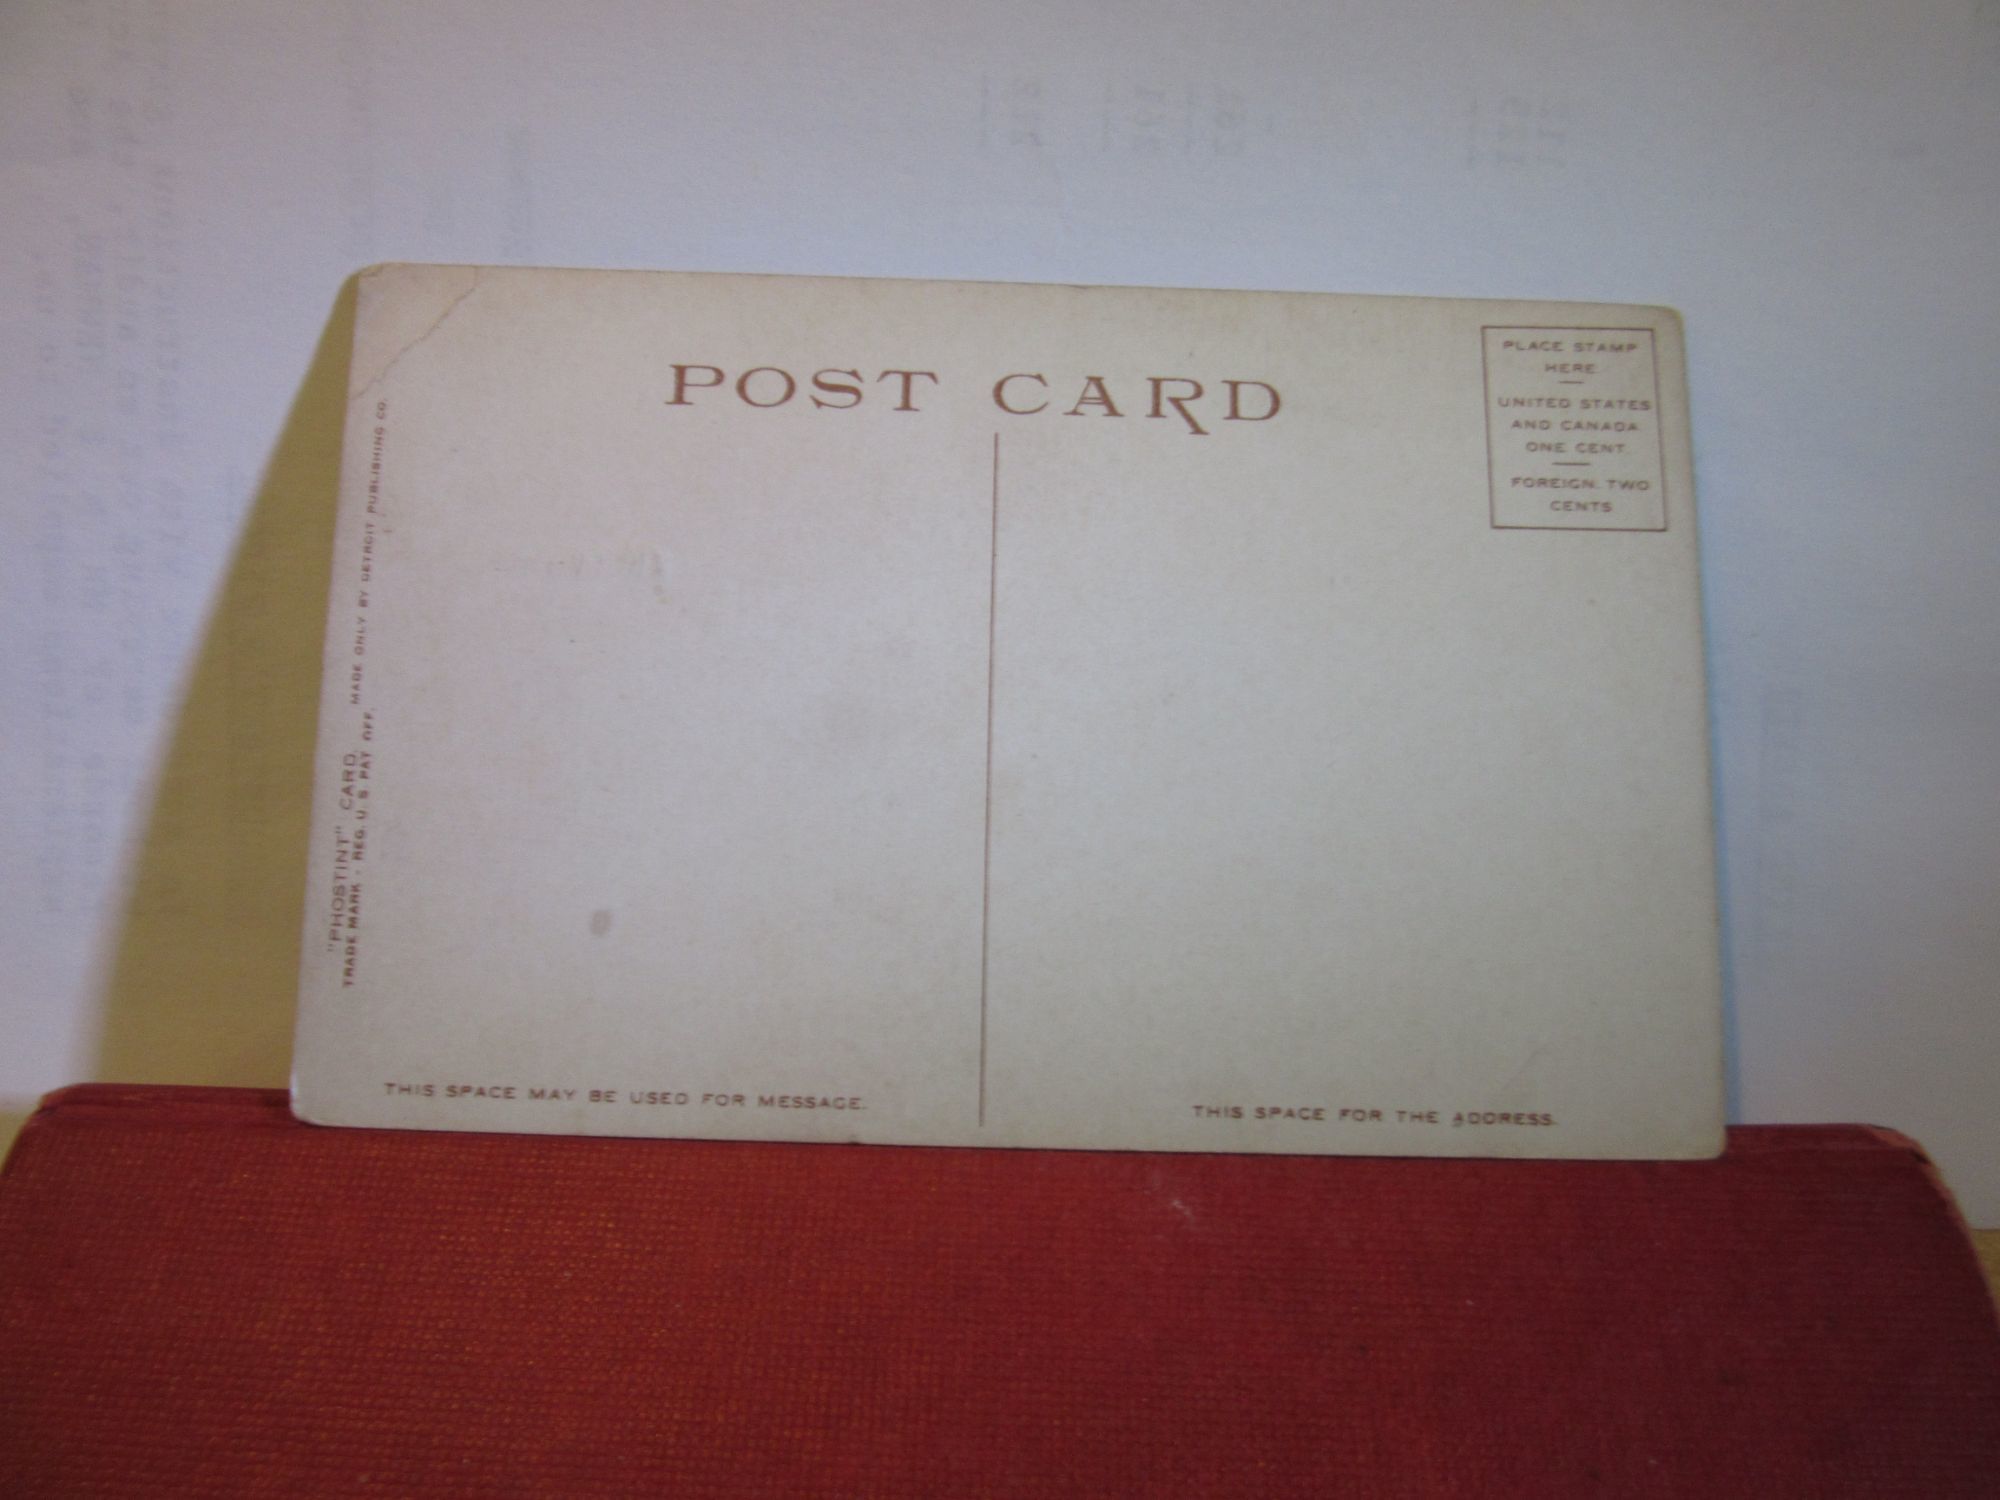 POST CARD
PLACE STAMP
HERE
UNITED STATES
AND CANADA
ONE CENT
FOREIGN. TWO
CENTS
"PHOSTINT" CARD.
TRADE MARK - REG. U. S. PAT OFF. MADE ONLY BY DETROIT PUBLISHING CO.
THIS SPACE MAY BE USED FOR MESSAGE.
THIS SPACE FOR THE ADDRESS.